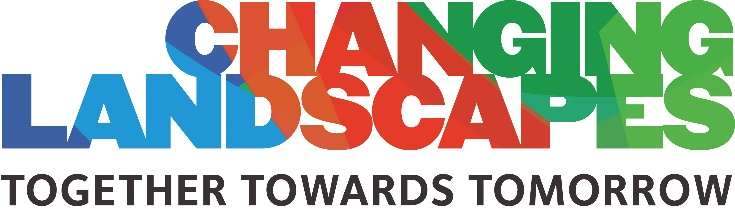 CHANGING
LANDSCAPES
TOGETHER TOWARDS TOMORROW